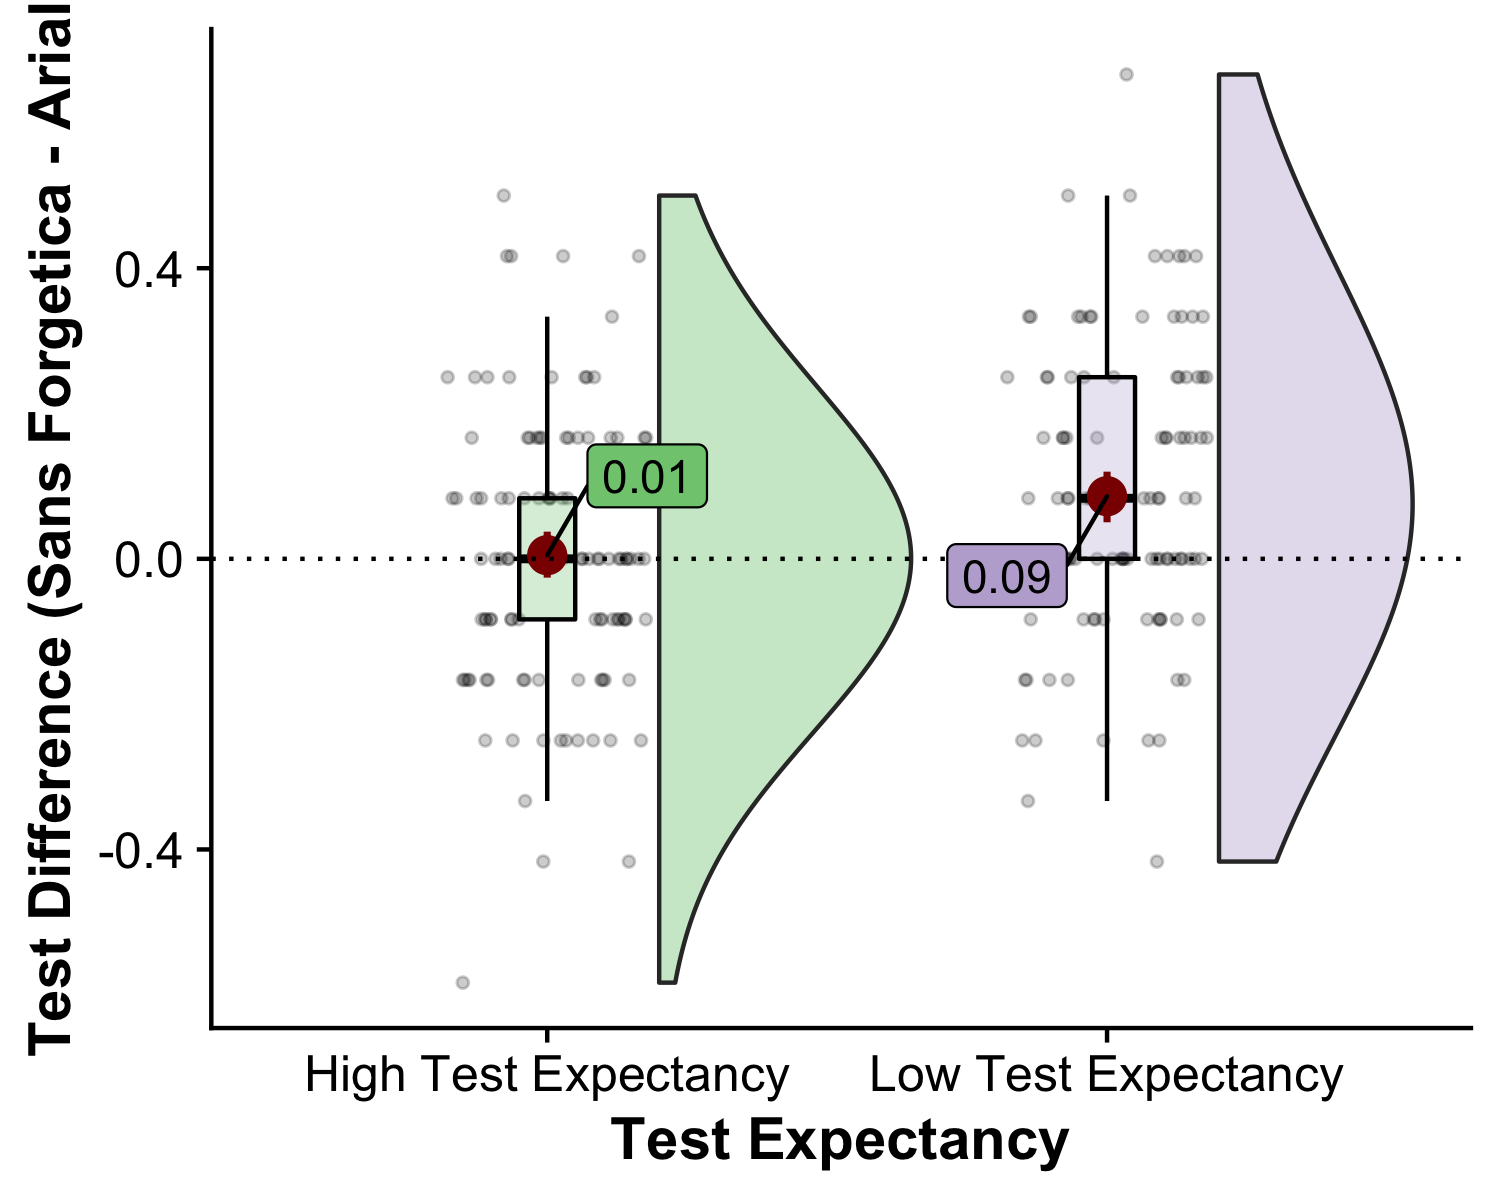 Test Difference (Sans Forgetica - Arial
0.4
0.0
-0.4
0.01
0.09
High Test Expectancy
Low Test Expectancy
Test Expectancy